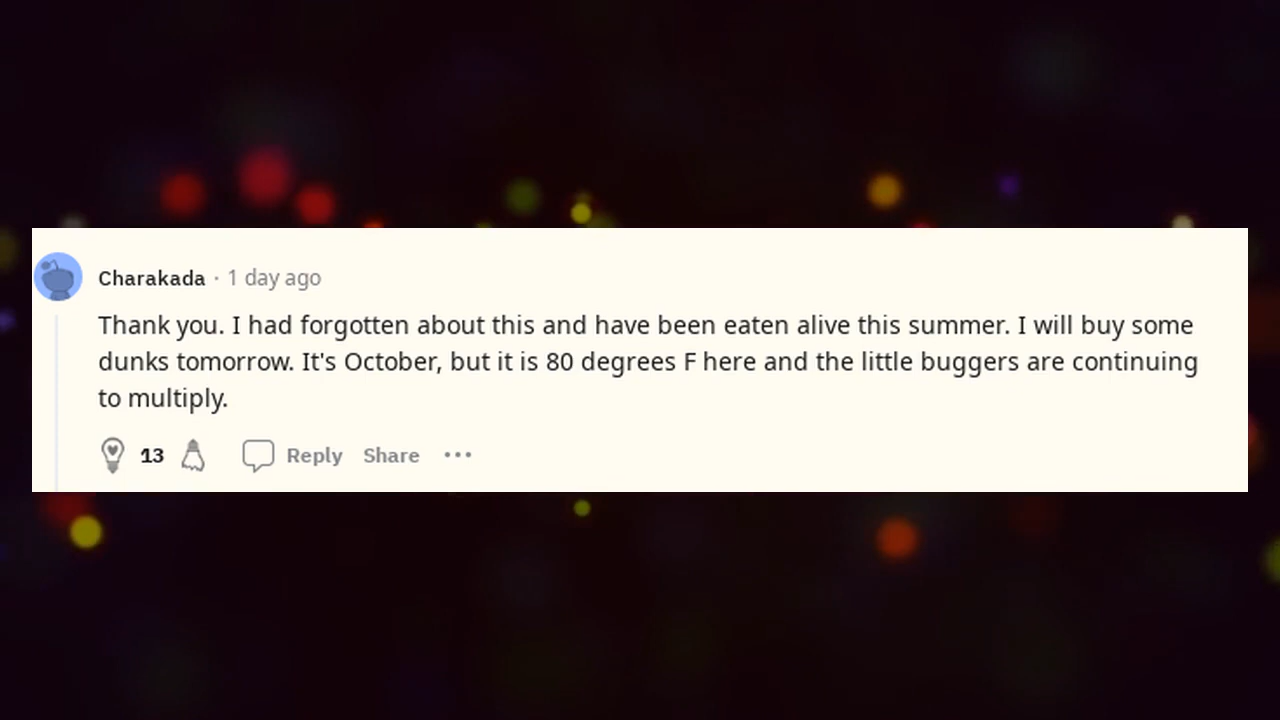 Charakada · 1 day ago
Thank you. I had forgotten about this and have been eaten alive this summer. I will buy some
dunks tomorrow. It's October, but it is 80 degrees F here and the little buggers are continuing
to multiply.
13 Reply Share